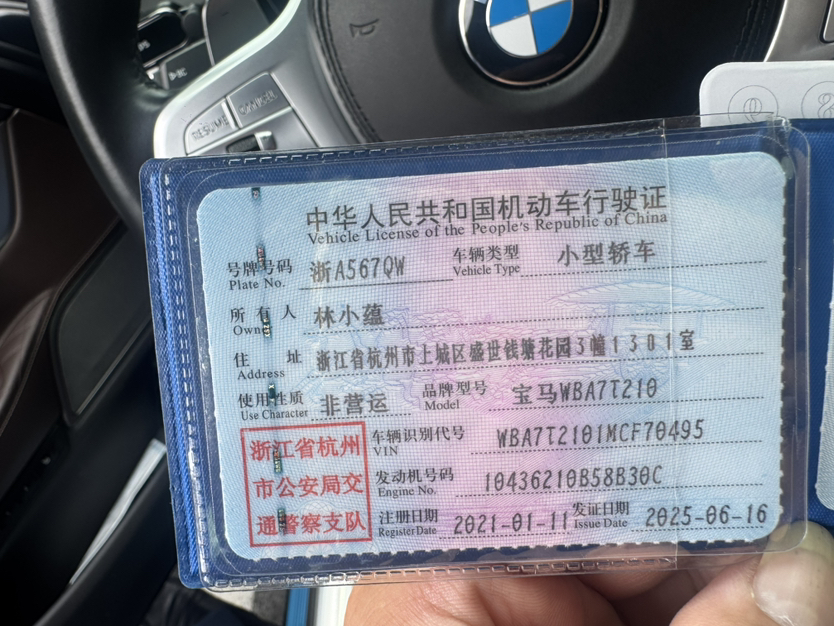 RESUME
CANCEL
中华人民共和国机动车行驶证
Vehicle License of the People's Republic of China
号牌号码 浙A567QW 车辆类型 小型轿车
Plate No. Vehicle Type
所有人 林小蕴
Owner
住址 浙江省杭州市上城区盛世钱塘花园3幢1301室
Address
使用性质 非营运 品牌型号 宝马WBA7T210
Use Character Model
浙江省杭州
市公安局交
通警察支队
车辆识别代号 WBA7T2101MCF70495
VIN
发动机号码 10436210B58B30C
Engine No.
注册日期 2021-01-11 发证日期 2025-06-16
Register Date Issue Date